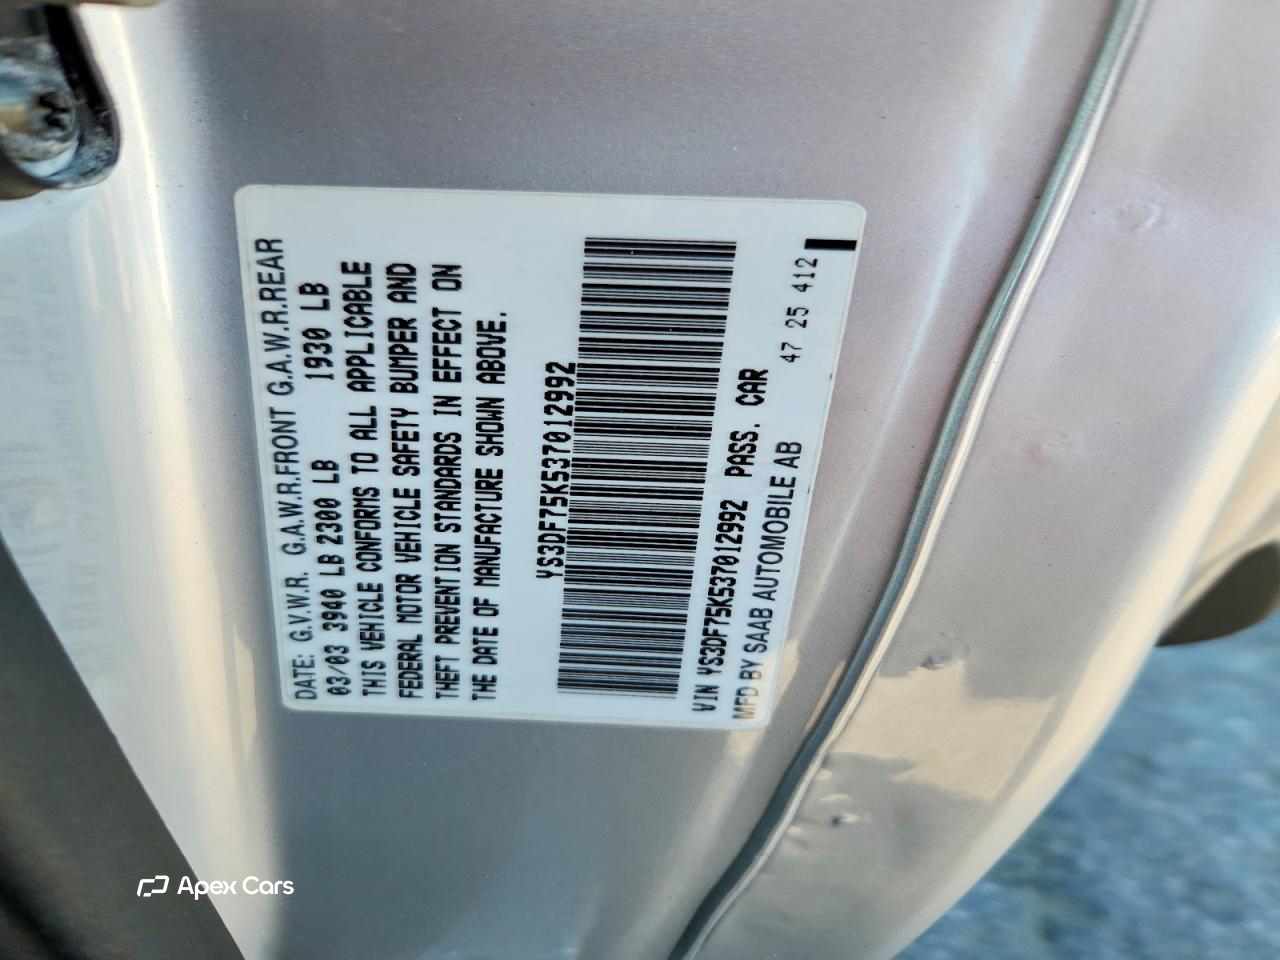 DATE: G.V.W.R. G.A.W.R.FRONT G.A.W.R.REAR
03/03 3940 LB 2300 LB 1930 LB
THIS VEHICLE CONFORMS TO ALL APPLICABLE
FEDERAL MOTOR VEHICLE SAFETY BUMPER AND
THEFT PREVENTION STANDARDS IN EFFECT ON
THE DATE OF MANUFACTURE SHOWN ABOVE.
YS3DF75K537012992
VIN YS3DF75K537012992 PASS. CAR
MFD BY SAAB AUTOMOBILE AB
47 25 412
Apex Cars